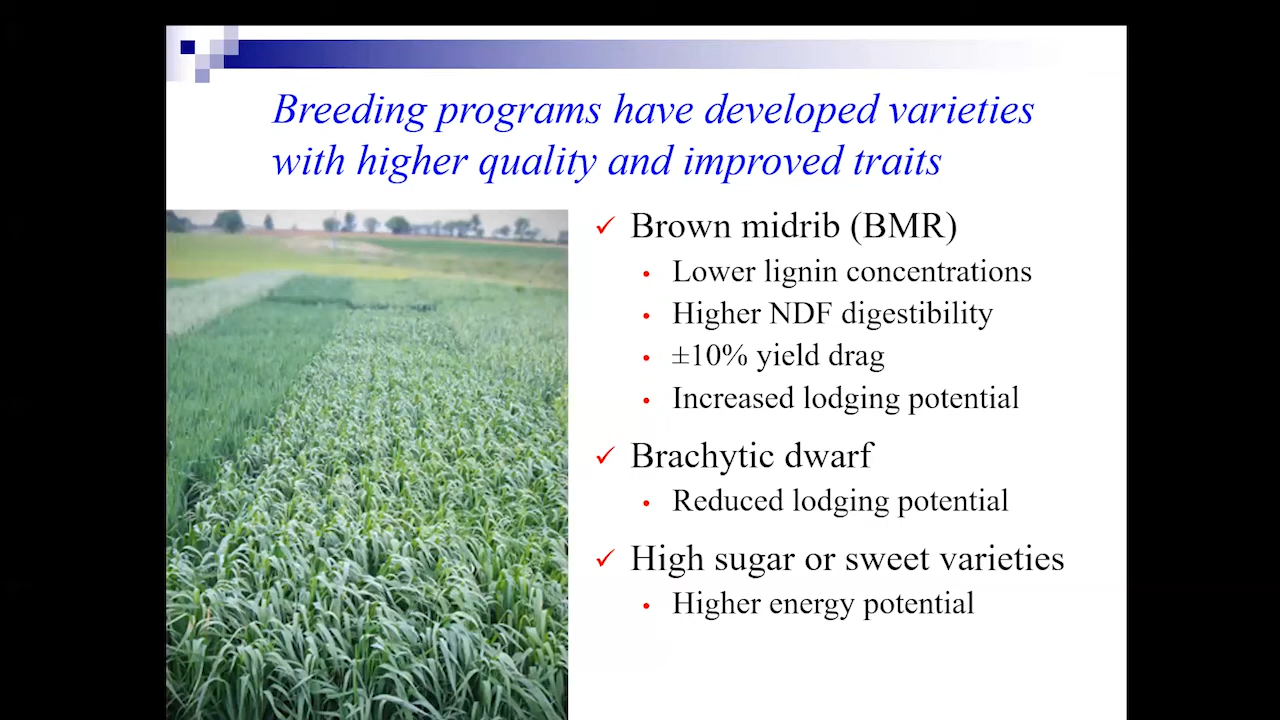 Breeding programs have developed varieties
with higher quality and improved traits
✓ Brown midrib (BMR)
• Lower lignin concentrations
• Higher NDF digestibility
• ±10% yield drag
• Increased lodging potential
✓ Brachytic dwarf
• Reduced lodging potential
✓ High sugar or sweet varieties
• Higher energy potential